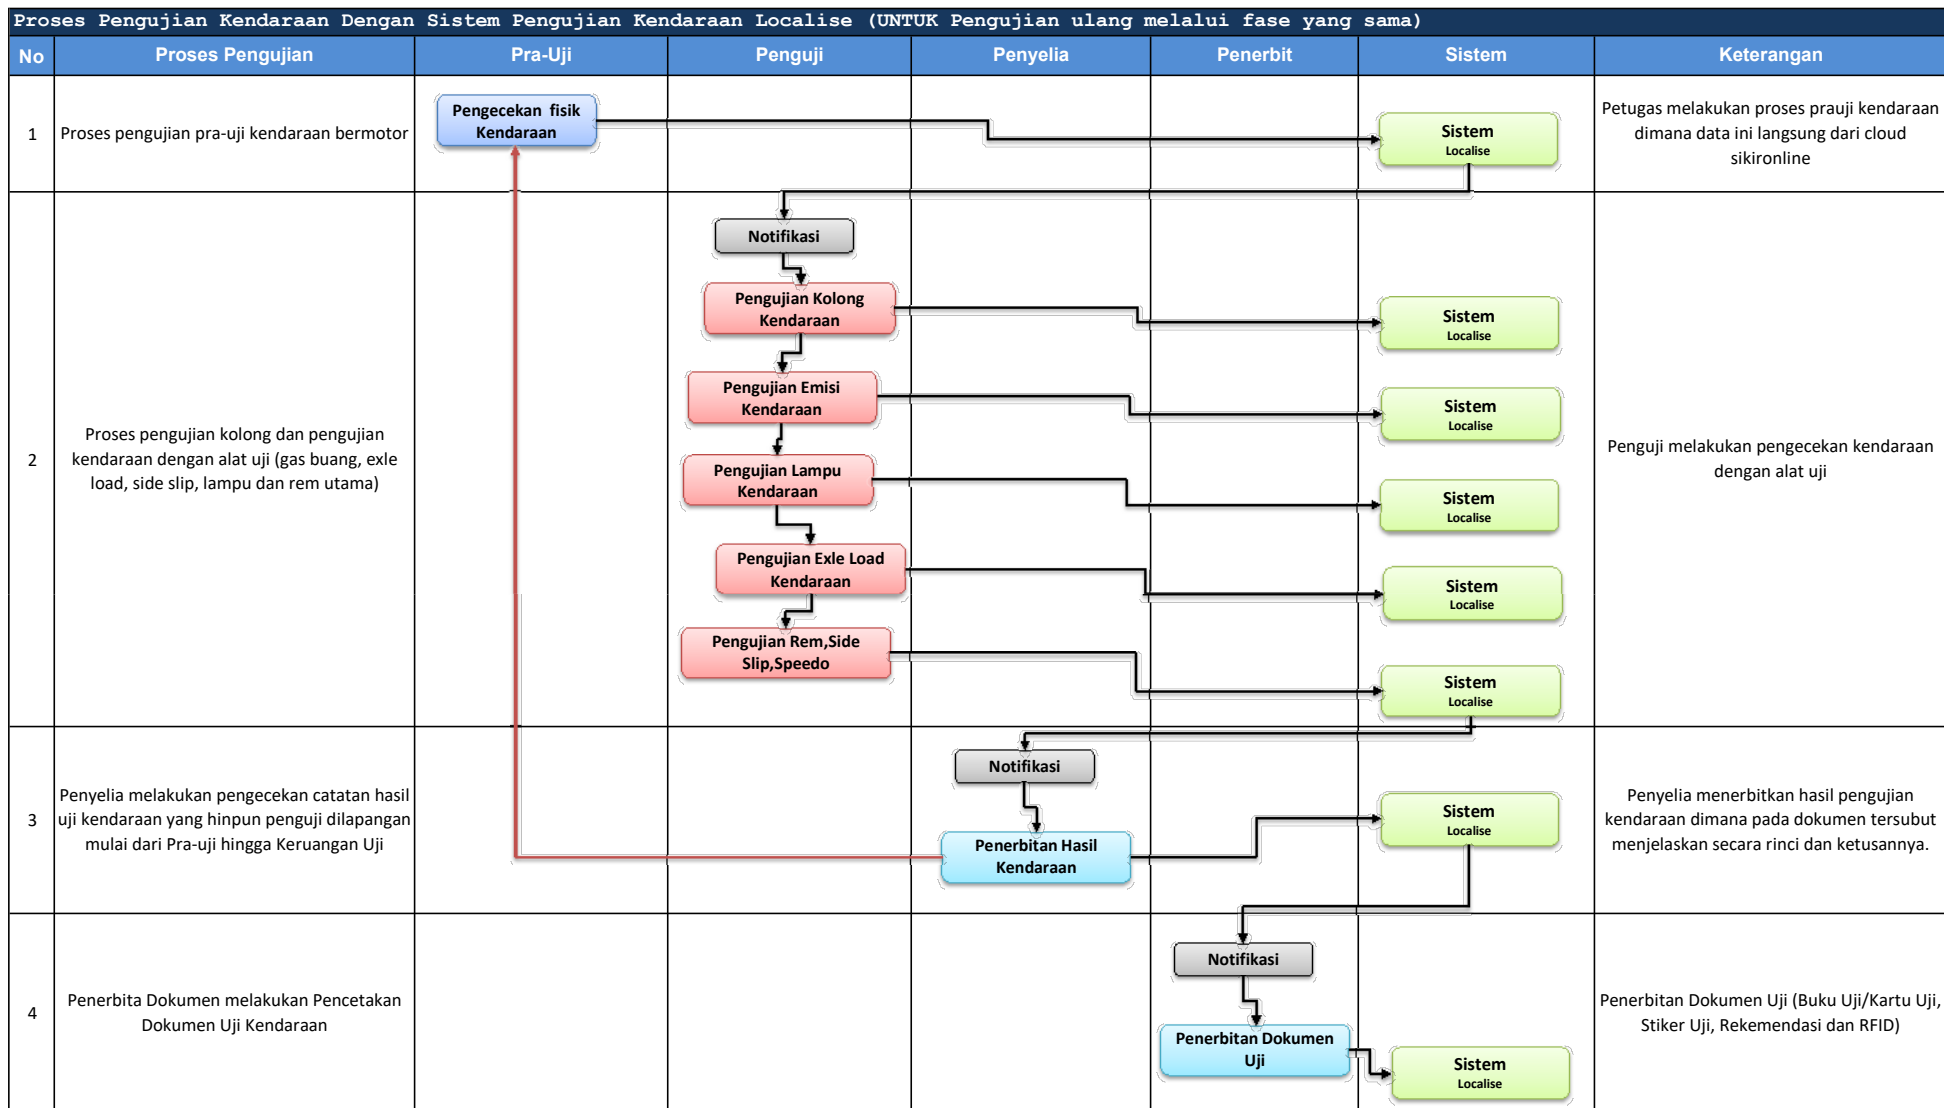 Proses Pengujian Kendaraan Dengan Sistem Pengujian Kendaraan Localise (UNTUK Pengujian ulang melalui fase yang sama)
No
Proses Pengujian
Pra-Uji
Penguji
Penyelia
Penerbit
Sistem
Keterangan
1
Proses pengujian pra-uji kendaraan bermotor
Pengecekan fisik
Kendaraan
Sistem
Localise
Petugas melakukan proses prauji kendaraan
dimana data ini langsung dari cloud
sikironline
2
Proses pengujian kolong dan pengujian
kendaraan dengan alat uji (gas buang, exle
load, side slip, lampu dan rem utama)
Notifikasi
Pengujian Kolong
Kendaraan
Sistem
Localise
Pengujian Emisi
Kendaraan
Sistem
Localise
Pengujian Lampu
Kendaraan
Sistem
Localise
Pengujian Exle Load
Kendaraan
Sistem
Localise
Pengujian Rem,Side
Slip,Speedo
Sistem
Localise
Penguji melakukan pengecekan kendaraan
dengan alat uji
3
Penyelia melakukan pengecekan catatan hasil
uji kendaraan yang hinpun penguji dilapangan
mulai dari Pra-uji hingga Keruangan Uji
Notifikasi
Penerbitan Hasil
Kendaraan
Sistem
Localise
Penyelia menerbitkan hasil pengujian
kendaraan dimana pada dokumen tersubut
menjelaskan secara rinci dan ketusannya.
4
Penerbita Dokumen melakukan Pencetakan
Dokumen Uji Kendaraan
Notifikasi
Penerbitan Dokumen
Uji
Sistem
Localise
Penerbitan Dokumen Uji (Buku Uji/Kartu Uji,
Stiker Uji, Rekemendasi dan RFID)